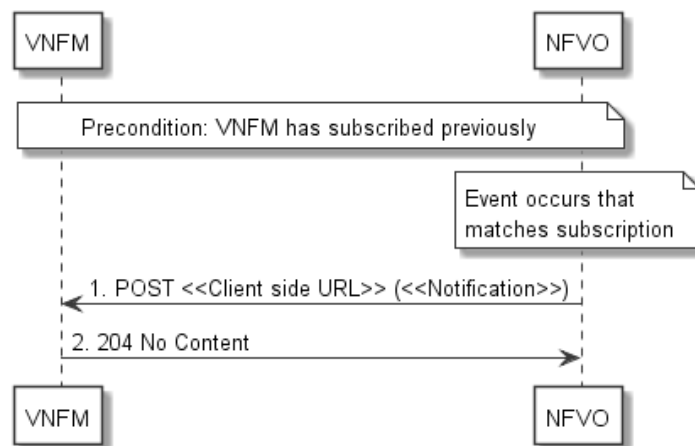 VNFM
NFVO
Precondition: VNFM has subscribed previously
Event occurs that
matches subscription
1. POST <<Client side URL>> (<<Notification>>)
2. 204 No Content
VNFM
NFVO